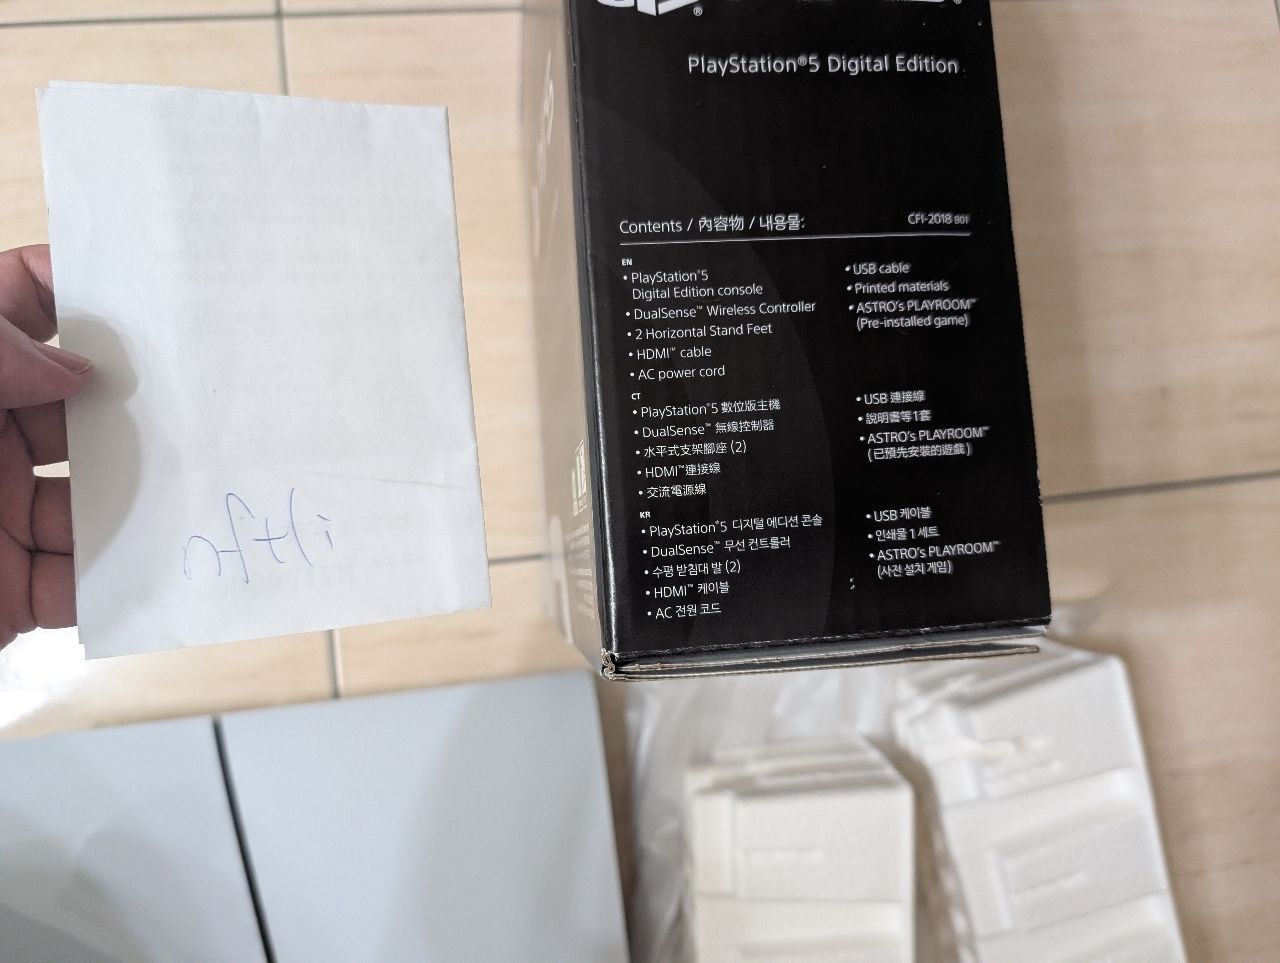 nftli
PlayStation®5 Digital Edition
Contents / 內容物 / 내용물:
CFI-2018 B01
EN
• PlayStation®5
Digital Edition console
• DualSense™ Wireless Controller
• 2 Horizontal Stand Feet
• HDMI™ cable
• AC power cord
• USB cable
• Printed materials
• ASTRO's PLAYROOM™
(Pre-installed game)
CT
• PlayStation®5 數位版主機
• DualSense™ 無線控制器
• 水平式支架腳座 (2)
• HDMI™連接線
• 交流電源線
• USB 連接線
• 說明書等1套
• ASTRO's PLAYROOM™
(已預先安裝的遊戲)
KR
• PlayStation®5 디지털 에디션 콘솔
• DualSense™ 무선 컨트롤러
• 수평 받침대 발 (2)
• HDMI™ 케이블
• AC 전원 코드
• USB 케이블
• 인쇄물 1 세트
• ASTRO's PLAYROOM™
(사전 설치 게임)